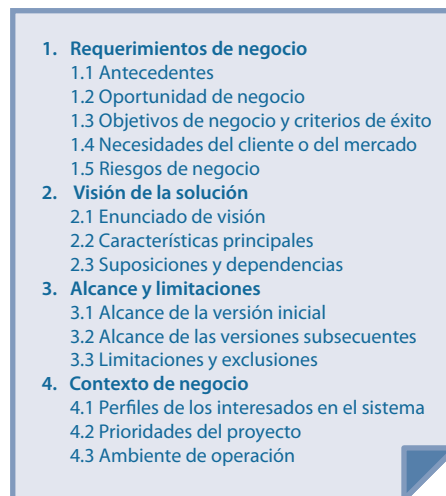 1. Requerimientos de negocio
1.1 Antecedentes
1.2 Oportunidad de negocio
1.3 Objetivos de negocio y criterios de éxito
1.4 Necesidades del cliente o del mercado
1.5 Riesgos de negocio
2. Visión de la solución
2.1 Enunciado de visión
2.2 Características principales
2.3 Suposiciones y dependencias
3. Alcance y limitaciones
3.1 Alcance de la versión inicial
3.2 Alcance de las versiones subsecuentes
3.3 Limitaciones y exclusiones
4. Contexto de negocio
4.1 Perfiles de los interesados en el sistema
4.2 Prioridades del proyecto
4.3 Ambiente de operación